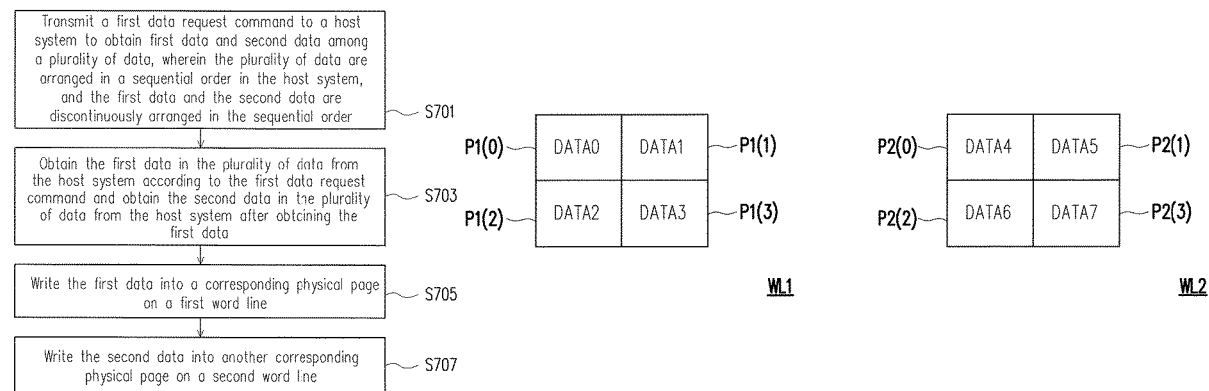 Transmit a first data request command to a host
system to obtain first data and second data among
a plurality of data, wherein the plurality of data are
arranged in a sequential order in the host system,
and the first data and the second data are
discontinuously arranged in the sequential order
S701
Obtain the first data in the plurality of data from
the host system according to the first data request
command and obtain the second data in the plurality
of data from the host system after obtcining the
first data
S703
Write the first data into a corresponding physical page
on a first word line
S705
Write the second data into another corresponding
physical page on a second word line
S707
P1(0) DATA0 DATA1 P1(1)
P1(2) DATA2 DATA3 P1(3)
WL1
P2(0) DATA4 DATA5 P2(1)
P2(2) DATA6 DATA7 P2(3)
WL2